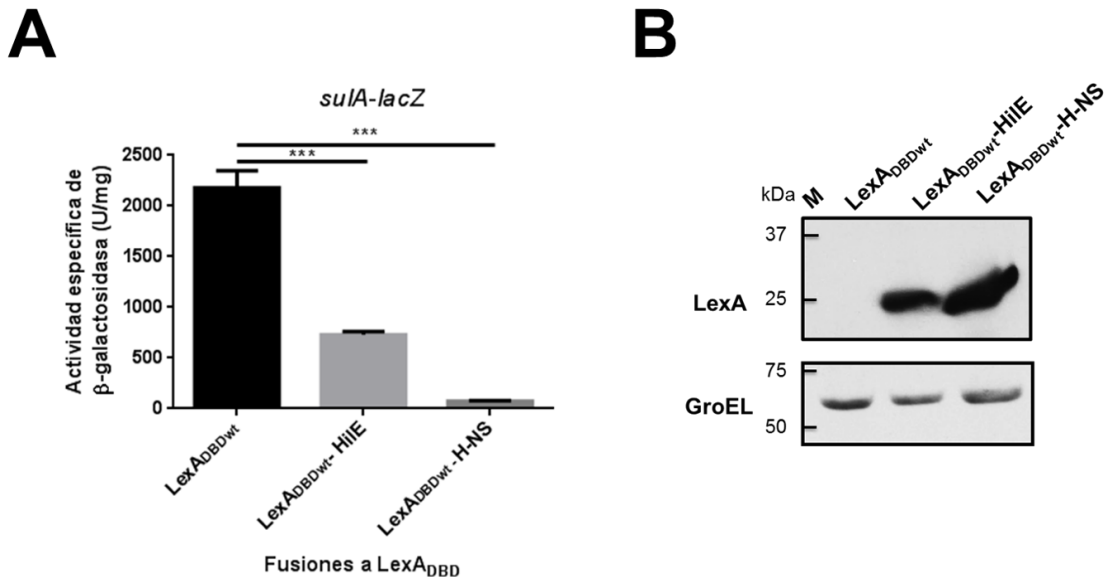 A
sulA-lacZ
***
***
Actividad específica de
β-galactosidasa (U/mg)
2500
2000
1500
1000
500
0
LexADBDwt
LexADBDwt- HilE
LexADBDwt -H-NS
Fusiones a LexADBD
B
kDa
M
LexADBDwt
LexADBDwt-HilE
LexADBDwt-H-NS
37
LexA
25
75
GroEL
50